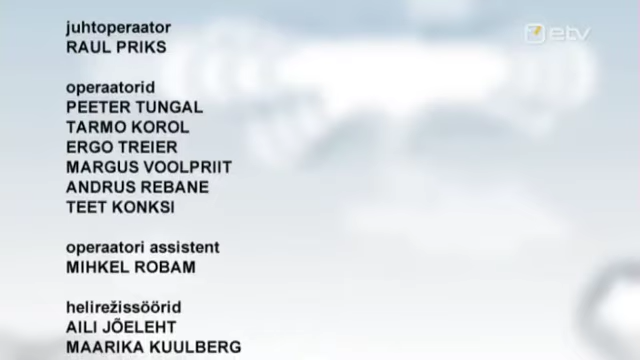 juhtoperaator
RAUL PRIKS
etv
operaatorid
PEETER TUNGAL
TARMO KOROL
ERGO TREIER
MARGUS VOOLPRIIT
ANDRUS REBANE
TEET KONKSI
operaatori assistent
MIHKEL ROBAM
helirežissöörid
AILI JÕELEHT
MAARIKA KUULBERG